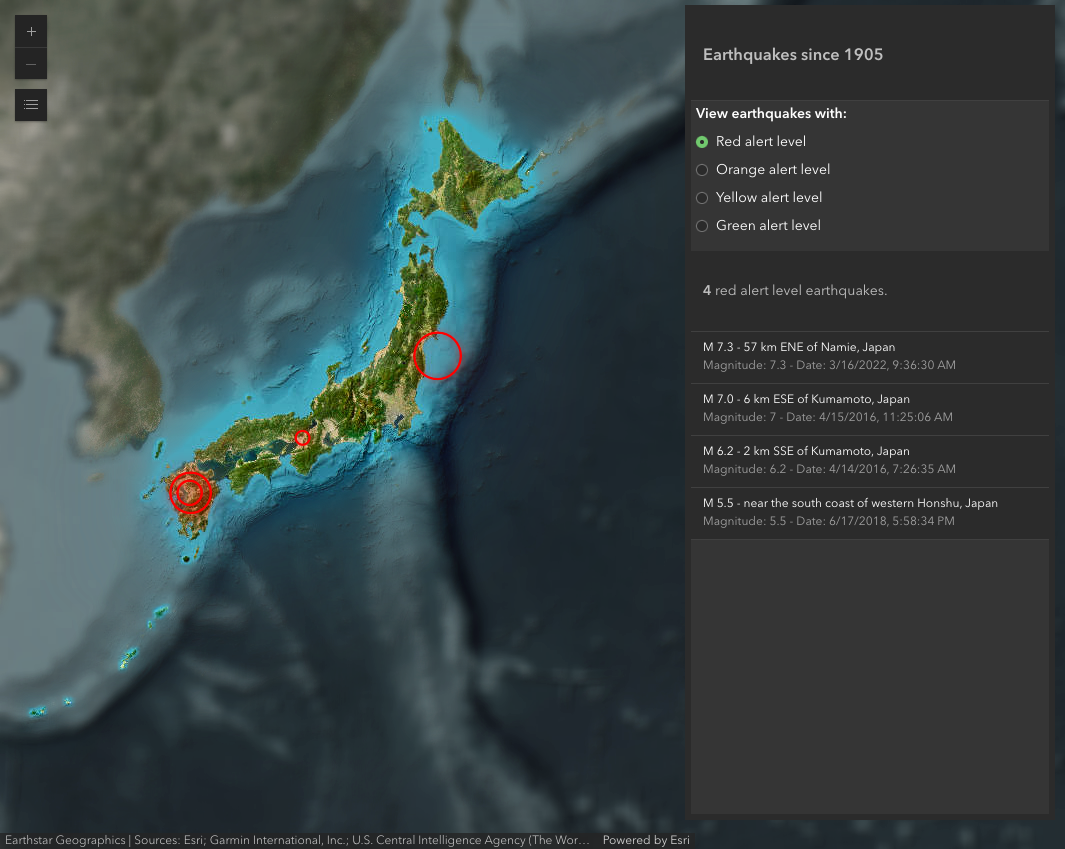 Earthquakes since 1905
View earthquakes with:
Red alert level
Orange alert level
Yellow alert level
Green alert level
4 red alert level earthquakes.
M 7.3 - 57 km ENE of Namie, Japan
Magnitude: 7.3 - Date: 3/16/2022, 9:36:30 AM
M 7.0 - 6 km ESE of Kumamoto, Japan
Magnitude: 7 - Date: 4/15/2016, 11:25:06 AM
M 6.2 - 2 km SSE of Kumamoto, Japan
Magnitude: 6.2 - Date: 4/14/2016, 7:26:35 AM
M 5.5 - near the south coast of western Honshu, Japan
Magnitude: 5.5 - Date: 6/17/2018, 5:58:34 PM
Earthstar Geographics | Sources: Esri; Garmin International, Inc.; U.S. Central Intelligence Agency (The Wor... Powered by Esri